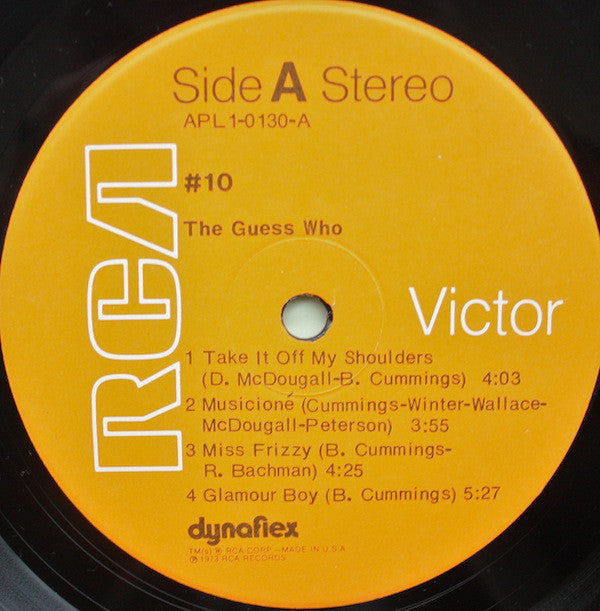 Side A Stereo
APL1-0130-A
#10
The Guess Who
RCA
Victor
1 Take It Off My Shoulders
(D. McDougall-B. Cummings) 4:03
2 Musicioné (Cummings-Winter-Wallace-
McDougall-Peterson) 3:55
3 Miss Frizzy (B. Cummings-
R. Bachman) 4:25
4 Glamour Boy (B. Cummings) 5:27
dynaflex
TM(s) ® RCA CORP–MADE IN U.S.A.
℗ 1973 RCA RECORDS